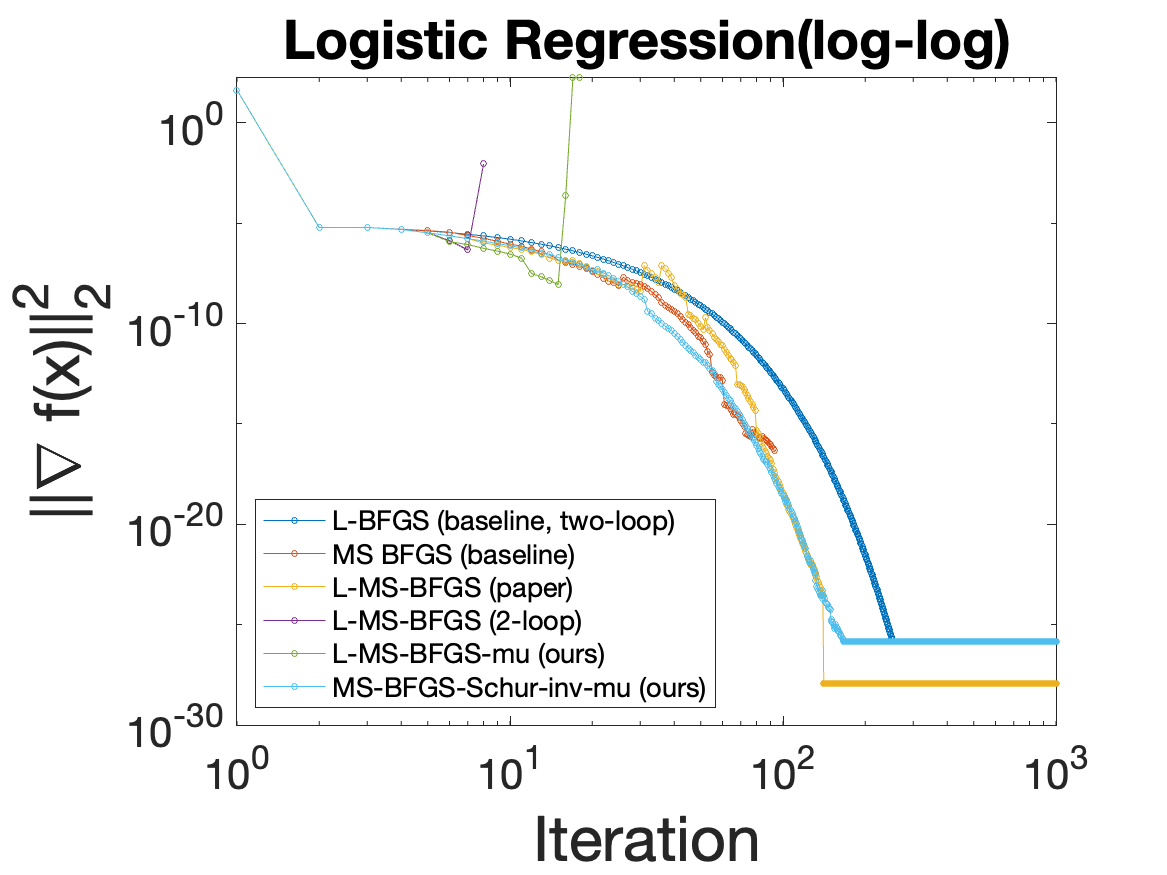 Logistic Regression(log-log)
10^0
10^-10
10^-20
10^-30
||∇ f(x)||_2^2
L-BFGS (baseline, two-loop)
MS BFGS (baseline)
L-MS-BFGS (paper)
L-MS-BFGS (2-loop)
L-MS-BFGS-mu (ours)
MS-BFGS-Schur-inv-mu (ours)
10^0 10^1 10^2 10^3
Iteration